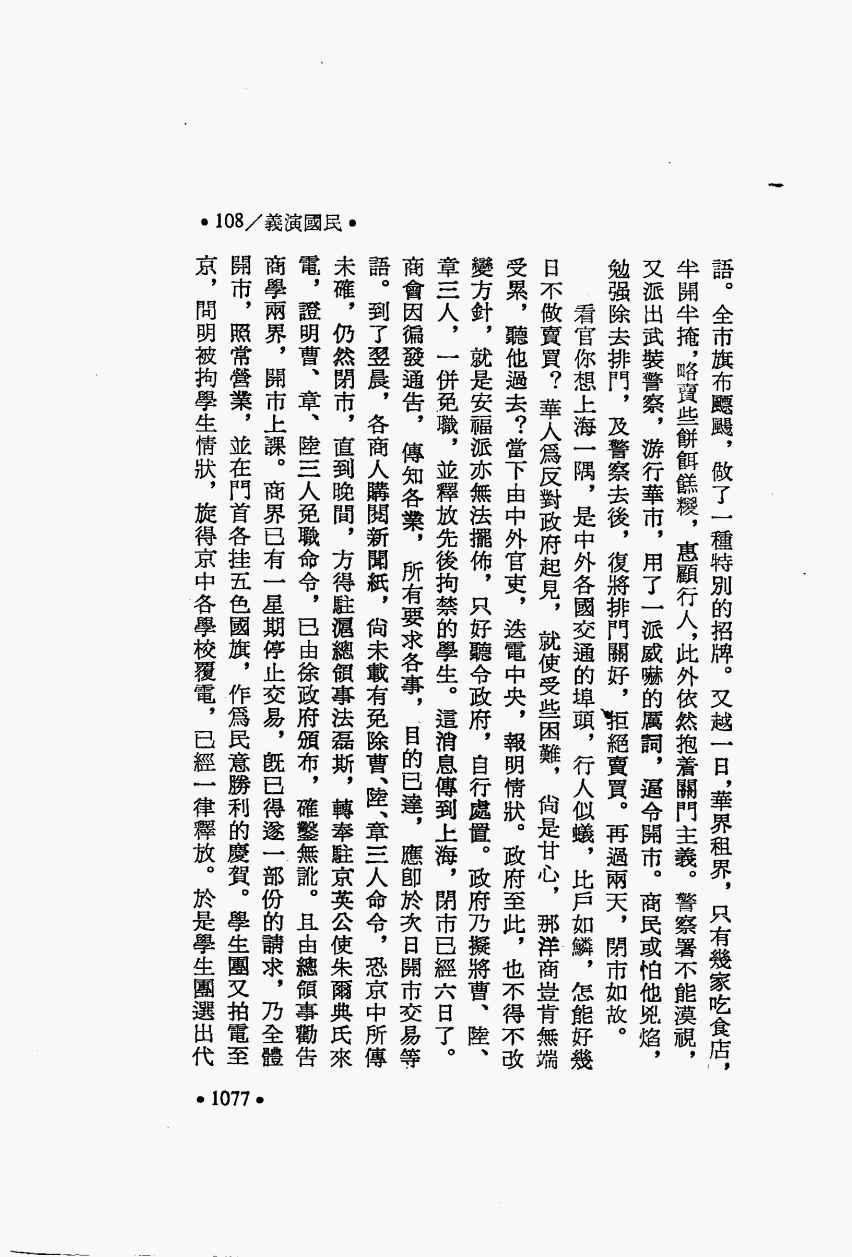 •108／義演國民•
語。全市旗布飃颺，做了一種特別的招牌。又越一日，華界租界，只有幾家吃食店，
半開半掩，略賣些餅餌餻糉，惠顧行人；此外依然抱着關門主義。警察署不能漠視，
又派出武裝警察，游行華市，用了一派威嚇的厲詞，逼令開市。商民或怕他兇焰，
勉强除去排門，及警察去後，復將排門關好，拒絕賣買。再過兩天，閉市如故。
看官你想上海一隅，是中外各國交通的埠頭，行人似蟻，比戶如鱗，怎能好幾
日不做賣買？華人爲反對政府起見，就使受些困難，尙是甘心，那洋商豈肯無端
受累，聽他過去？當下由中外官吏，迭電中央，報明情狀。政府至此，也不得不改
變方針，就是安福派亦無法擺佈，只好聽令政府，自行處置。政府乃擬將曹、陸、
章三人，一倂免職，並釋放先後拘禁的學生。這消息傳到上海，閉市已經六日了。
商會因徧發通告，傳知各業，所有要求各事，目的已達，應卽於次日開市交易等
語。到了翌晨，各商人購閱新聞紙，尙未載有免除曹、陸、章三人命令，恐京中所傳
未確，仍然閉市，直到晚間，方得駐滬總領事法磊斯，轉奉駐京英公使朱爾典氏來
電，證明曹、章、陸三人免職命令，已由徐政府頒布，確鑿無訛。且由總領事勸告
商學兩界，開市上課。商界已有一星期停止交易，旣已得遂一部份的請求，乃全體
開市，照常營業，並在門首各挂五色國旗，作爲民意勝利的慶賀。學生團又拍電至
京，問明被拘學生情狀，旋得京中各學校覆電，已經一律釋放。於是學生團選出代
•1077•